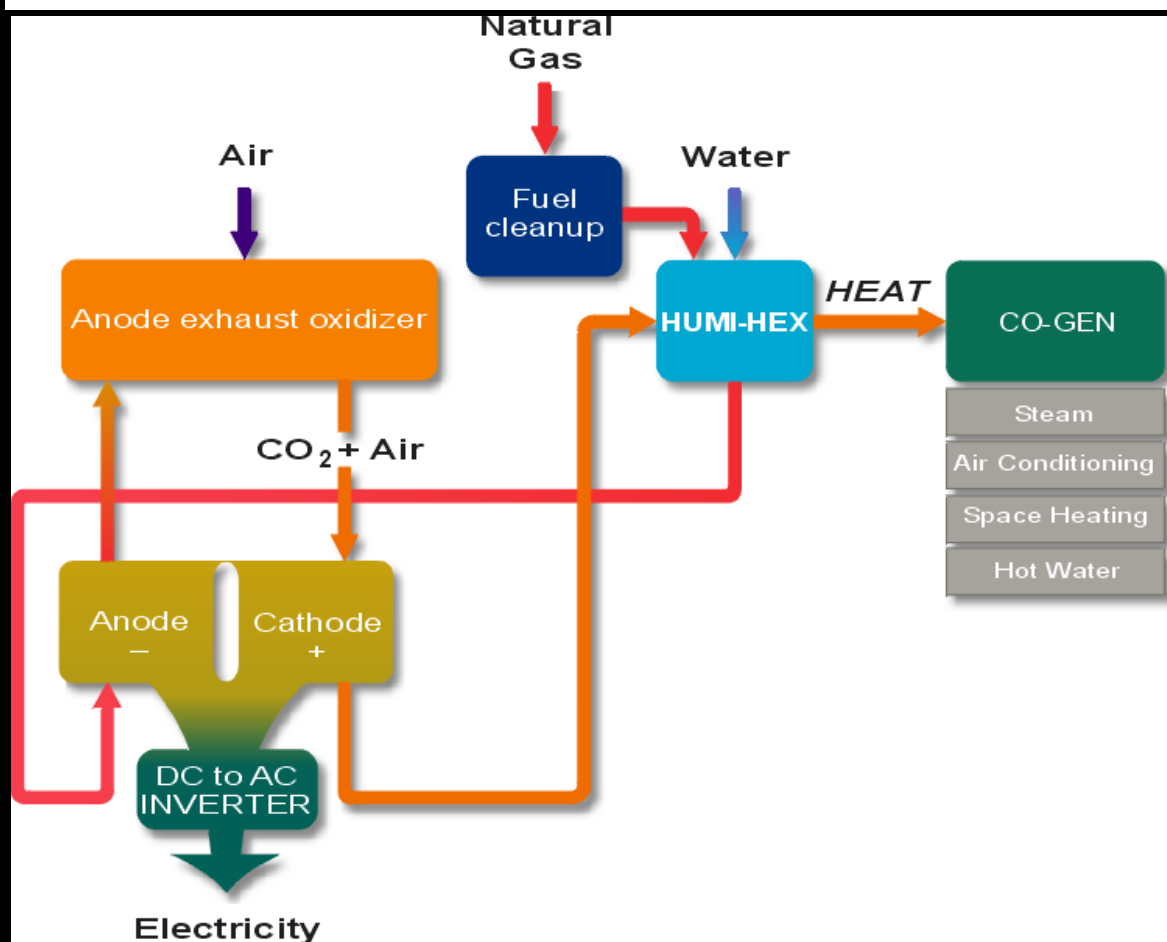 Natural
Gas
Air
Water
Fuel
cleanup
Anode exhaust oxidizer
HUMI-HEX
HEAT
CO-GEN
Steam
CO₂ + Air
Air Conditioning
Space Heating
Hot Water
Anode
–
Cathode
+
DC to AC
INVERTER
Electricity